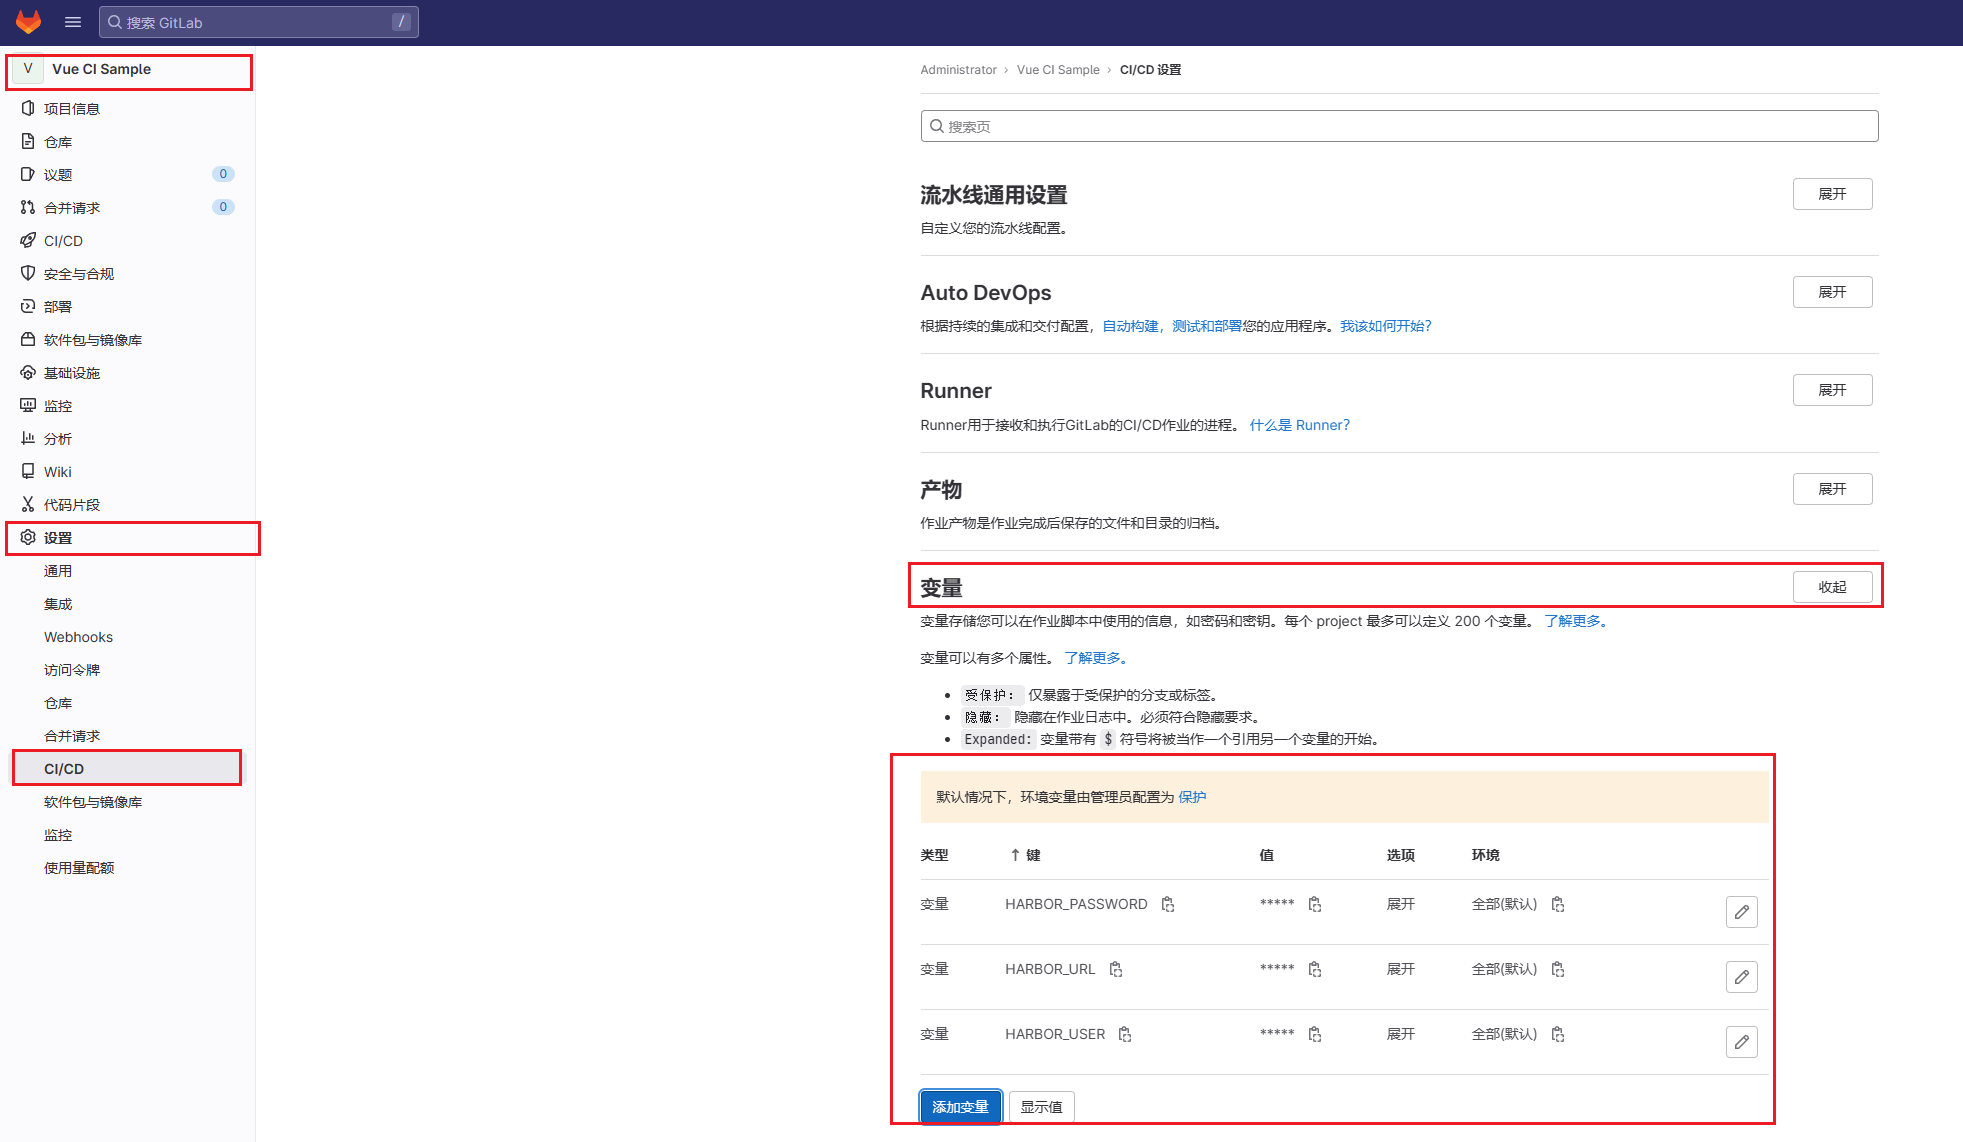 搜索 GitLab
/
V
Vue CI Sample
项目信息
仓库
议题
0
合并请求
0
CI/CD
安全与合规
部署
软件包与镜像库
基础设施
监控
分析
Wiki
代码片段
设置
通用
集成
Webhooks
访问令牌
仓库
合并请求
CI/CD
软件包与镜像库
监控
使用量配额
Administrator › Vue CI Sample › CI/CD 设置
搜索页
流水线通用设置
展开
自定义您的流水线配置。
Auto DevOps
展开
根据持续的集成和交付配置，自动构建，测试和部署您的应用程序。我该如何开始?
Runner
展开
Runner用于接收和执行GitLab的CI/CD作业的进程。 什么是 Runner?
产物
展开
作业产物是作业完成后保存的文件和目录的归档。
变量
收起
变量存储您可以在作业脚本中使用的信息，如密码和密钥。每个 project 最多可以定义 200 个变量。 了解更多。
变量可以有多个属性。 了解更多。
受保护： 仅暴露于受保护的分支或标签。
隐藏： 隐藏在作业日志中。必须符合隐藏要求。
Expanded: 变量带有 $ 符号将被当作一个引用另一个变量的开始。
默认情况下，环境变量由管理员配置为 保护
类型 ↑ 键 值 选项 环境
变量 HARBOR_PASSWORD ***** 展开 全部(默认)
变量 HARBOR_URL ***** 展开 全部(默认)
变量 HARBOR_USER ***** 展开 全部(默认)
添加变量 显示值